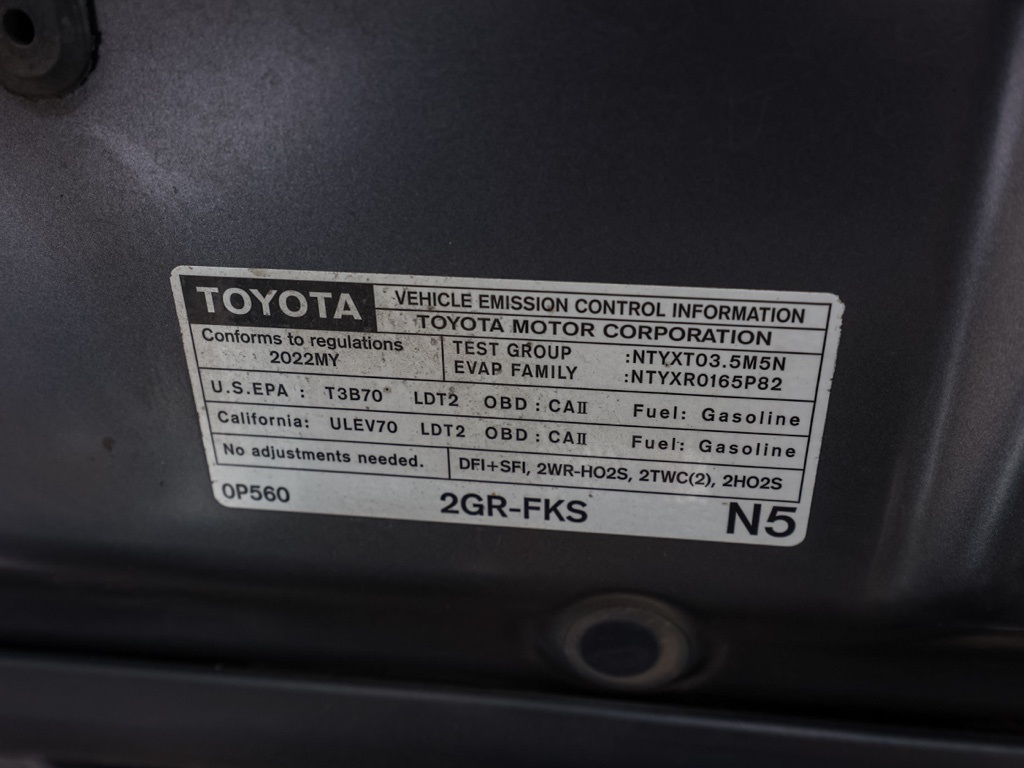 TOYOTA VEHICLE EMISSION CONTROL INFORMATION
TOYOTA MOTOR CORPORATION
Conforms to regulations
2022MY
TEST GROUP :NTYXT03.5M5N
EVAP FAMILY :NTYXR0165P82
U.S.EPA : T3B70 LDT2 OBD : CAⅡ Fuel: Gasoline
California: ULEV70 LDT2 OBD : CAⅡ Fuel: Gasoline
No adjustments needed. DFI+SFI, 2WR-HO2S, 2TWC(2), 2HO2S
0P560 2GR-FKS N5